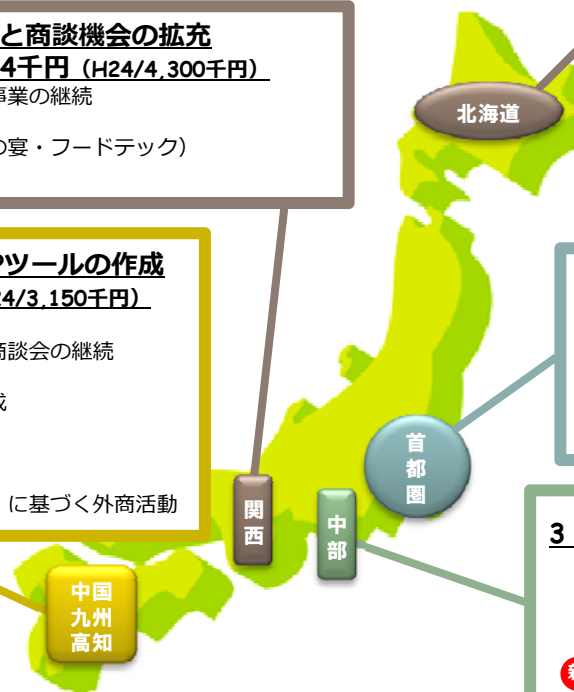 と商談機会の拡充
4千円（H24/4,300千円）
事業の継続
の宴・フードテック）
北海道
ツールの作成
24/3,150千円）
商談会の継続
成
に基づく外商活動
首都圏
関西
中部
中国
九州
高知
3